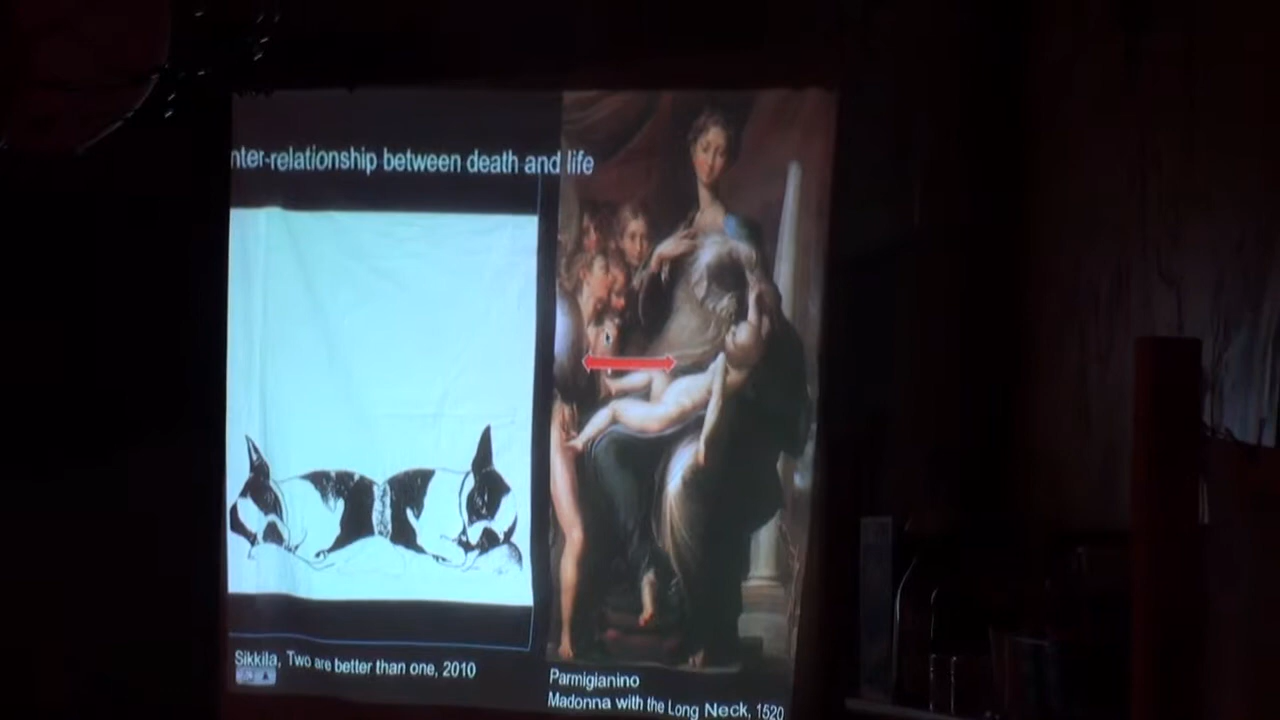 nter-relationship between death and life
Sikkila, Two are better than one, 2010
Parmigianino
Madonna with the Long Neck, 1520